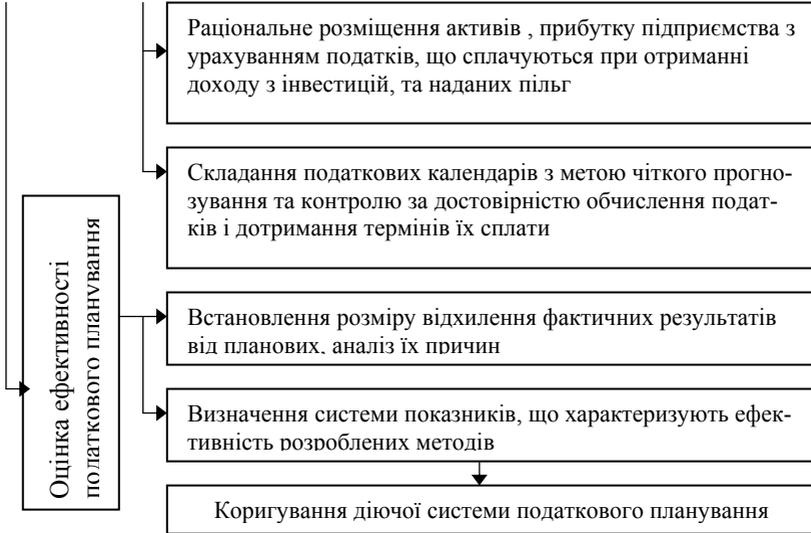 Раціональне розміщення активів , прибутку підприємства з
урахуванням податків, що сплачуються при отриманні
доходу з інвестицій, та наданих пільг
Складання податкових календарів з метою чіткого прогно-
зування та контролю за достовірністю обчислення подат-
ків і дотримання термінів їх сплати
Оцінка ефективності
податкового планування
Встановлення розміру відхилення фактичних результатів
від планових, аналіз їх причин
Визначення системи показників, що характеризують ефек-
тивність розроблених методів
Коригування діючої системи податкового планування